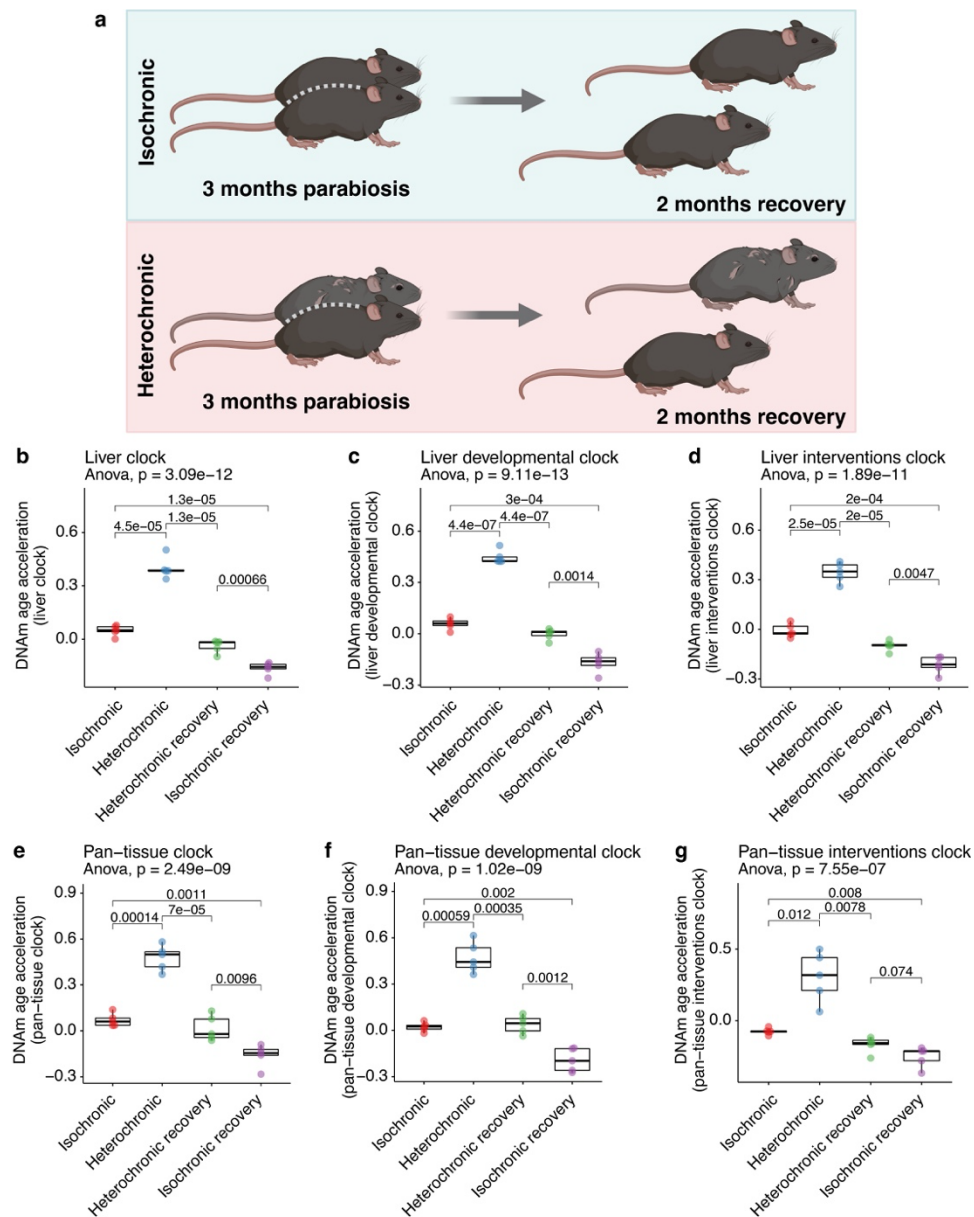 a
Isochronic
3 months parabiosis
2 months recovery
Heterochronic
3 months parabiosis
2 months recovery
b
Liver clock
Anova, p = 3.09e−12
DNAm age acceleration
(liver clock)
0.6
0.3
0.0
1.3e−05
4.5e−05
1.3e−05
0.00066
Isochronic
Heterochronic
Heterochronic recovery
Isochronic recovery
c
Liver developmental clock
Anova, p = 9.11e−13
DNAm age acceleration
(liver developmental clock)
0.6
0.3
0.0
−0.3
3e−04
4.4e−07
4.4e−07
0.0014
Isochronic
Heterochronic
Heterochronic recovery
Isochronic recovery
d
Liver interventions clock
Anova, p = 1.89e−11
DNAm age acceleration
(liver interventions clock)
0.6
0.3
0.0
−0.3
2e−04
2.5e−05
2e−05
0.0047
Isochronic
Heterochronic
Heterochronic recovery
Isochronic recovery
e
Pan−tissue clock
Anova, p = 2.49e−09
DNAm age acceleration
(pan−tissue clock)
0.9
0.6
0.3
0.0
−0.3
0.0011
0.00014
7e−05
0.0096
Isochronic
Heterochronic
Heterochronic recovery
Isochronic recovery
f
Pan−tissue developmental clock
Anova, p = 1.02e−09
DNAm age acceleration
(pan−tissue developmental clock)
0.9
0.6
0.3
0.0
−0.3
0.002
0.00059
0.00035
0.0012
Isochronic
Heterochronic
Heterochronic recovery
Isochronic recovery
g
Pan−tissue interventions clock
Anova, p = 7.55e−07
DNAm age acceleration
(pan−tissue interventions clock)
0.5
0.0
0.008
0.012
0.0078
0.074
Isochronic
Heterochronic
Heterochronic recovery
Isochronic recovery